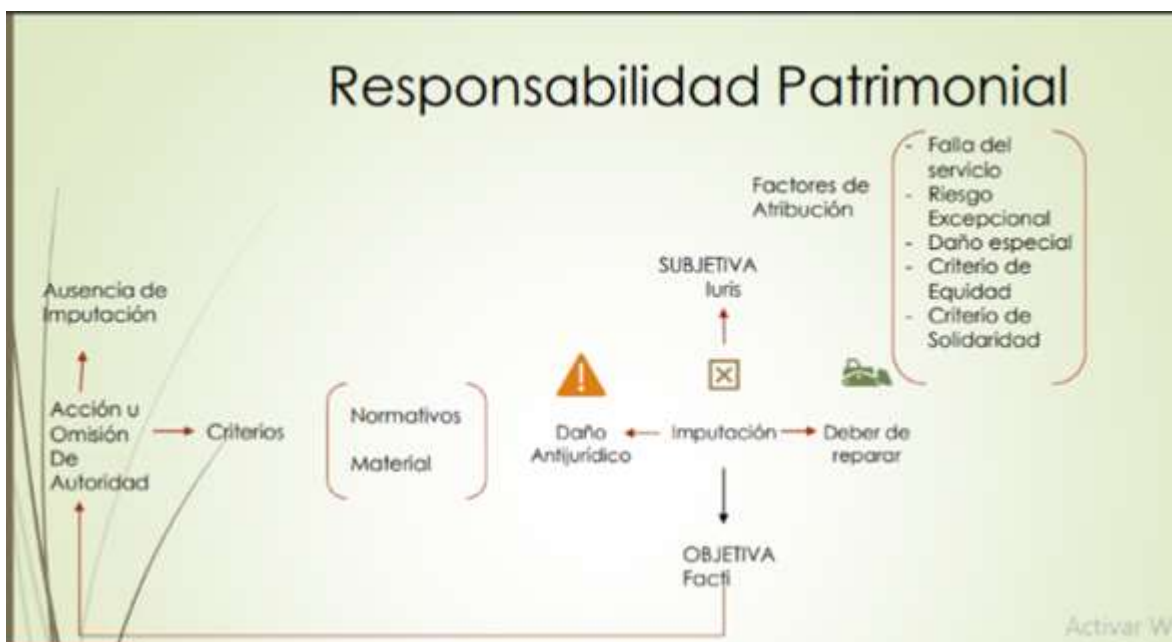 Responsabilidad Patrimonial
Factores de
Atribución
- Falla del
servicio
- Riesgo
Excepcional
- Daño especial
- Criterio de
Equidad
- Criterio de
Solidaridad
SUBJETIVA
Iuris
Ausencia de
Imputación
Acción u
Omisión
De
Autoridad
Criterios
Normativos
Material
Daño
Antijurídico
Imputación
Deber de
reparar
OBJETIVA
Facti
Activar W